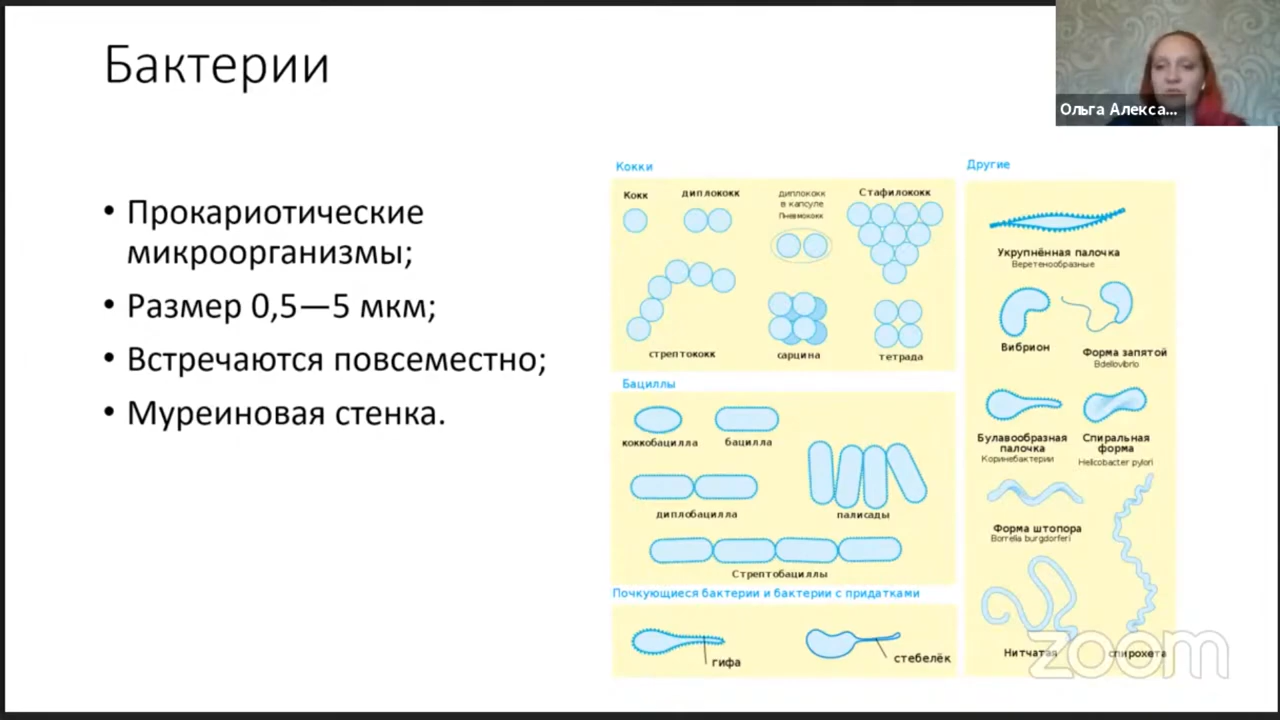 Бактерии
Ольга Алекса...
• Прокариотические
микроорганизмы;
• Размер 0,5—5 мкм;
• Встречаются повсеместно;
• Муреиновая стенка.
Кокки
Кокк
диплококк
диплококк
в капсуле
Пневмококк
Стафилококк
стрептококк
сарцина
тетрада
Бациллы
коккобацилла
бацилла
диплобацилла
палисады
Стрептобациллы
Почкующиеся бактерии и бактерии с придатками
гифа
стебелёк
Другие
Укрупнённая палочка
Веретенообразные
Вибрион
Форма запятой
Bdellovibrio
Булавообразная
палочка
Коринебактерии
Спиральная
форма
Helicobacter pylori
Форма штопора
Borrelia burgdorferi
Нитчатая
спирохета
zoom